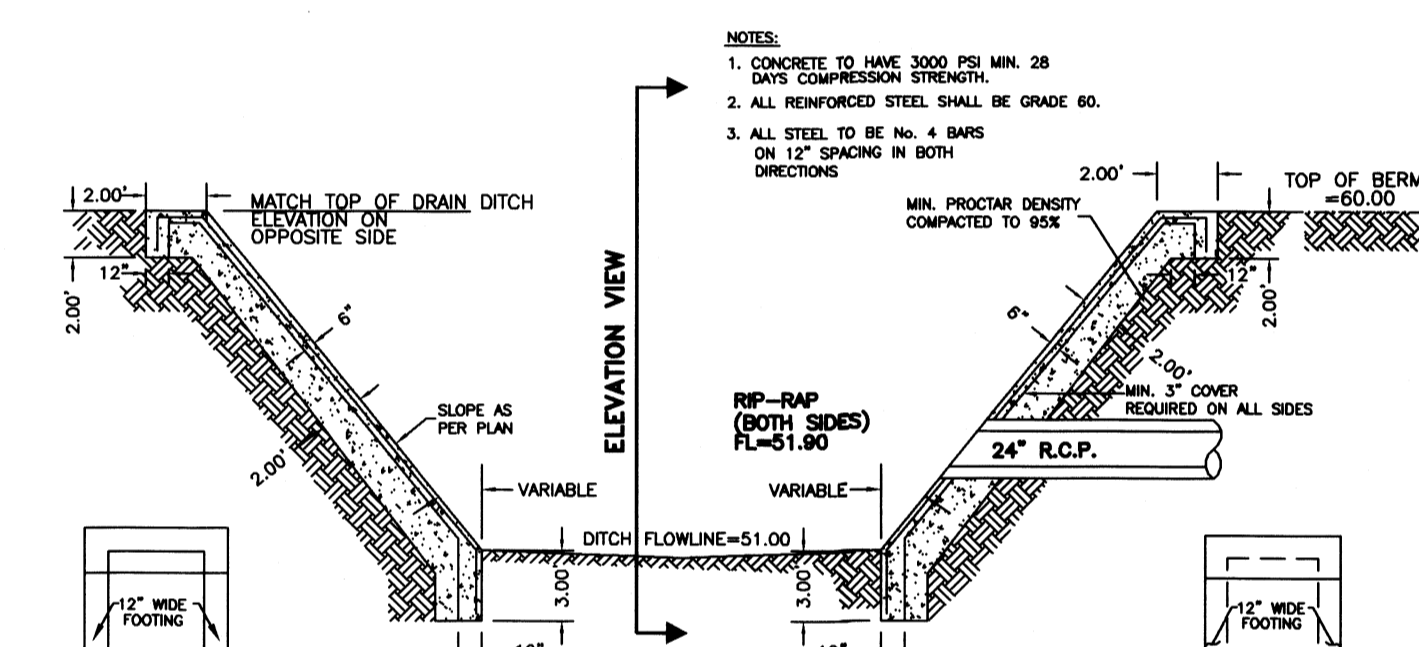 NOTES:
1. CONCRETE TO HAVE 3000 PSI MIN. 28
DAYS COMPRESSION STRENGTH.
2. ALL REINFORCED STEEL SHALL BE GRADE 60.
3. ALL STEEL TO BE No. 4 BARS
ON 12" SPACING IN BOTH
DIRECTIONS
2.00'
MATCH TOP OF DRAIN DITCH
ELEVATION ON
OPPOSITE SIDE
12"
2.00'
6"
SLOPE AS
PER PLAN
2.00'
VARIABLE
ELEVATION VIEW
MIN. PROCTAR DENSITY
COMPACTED TO 95%
2.00'
TOP OF BERM
=60.00
12"
2.00'
6"
2.00'
MIN. 3" COVER
REQUIRED ON ALL SIDES
RIP-RAP
(BOTH SIDES)
FL=51.90
24" R.C.P.
VARIABLE
DITCH FLOWLINE=51.00
3.00'
3.00'
12" WIDE
FOOTING
12" WIDE
FOOTING